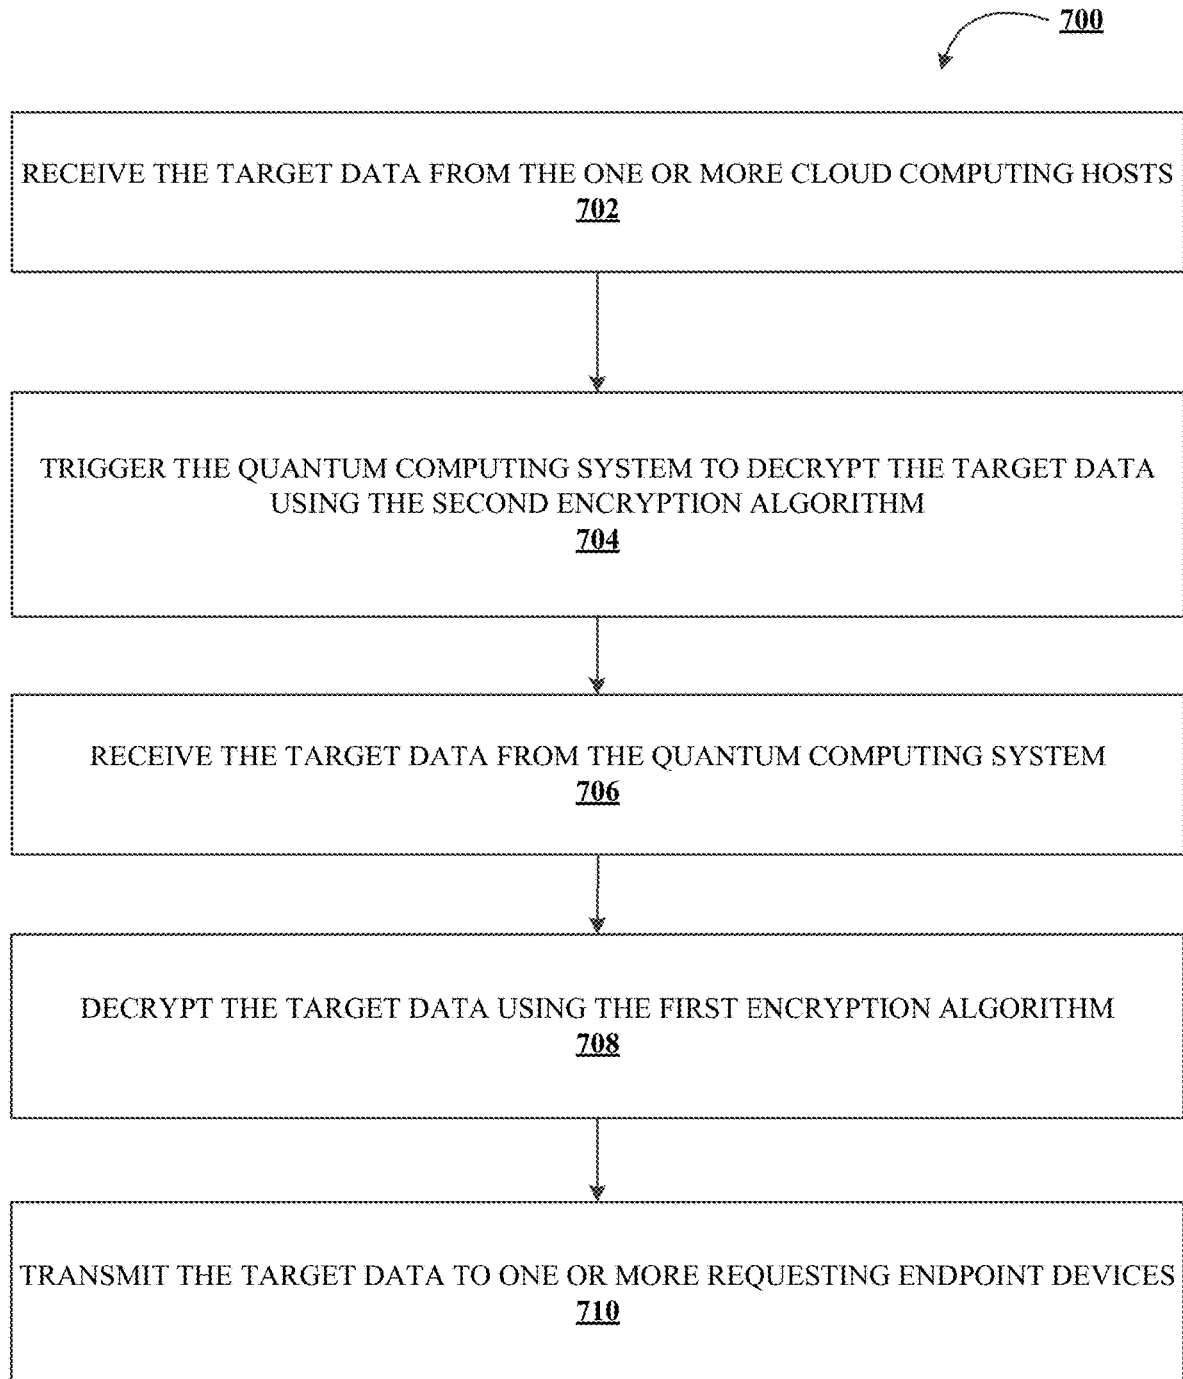 700
RECEIVE THE TARGET DATA FROM THE ONE OR MORE CLOUD COMPUTING HOSTS
702
TRIGGER THE QUANTUM COMPUTING SYSTEM TO DECRYPT THE TARGET DATA
USING THE SECOND ENCRYPTION ALGORITHM
704
RECEIVE THE TARGET DATA FROM THE QUANTUM COMPUTING SYSTEM
706
DECRYPT THE TARGET DATA USING THE FIRST ENCRYPTION ALGORITHM
708
TRANSMIT THE TARGET DATA TO ONE OR MORE REQUESTING ENDPOINT DEVICES
710